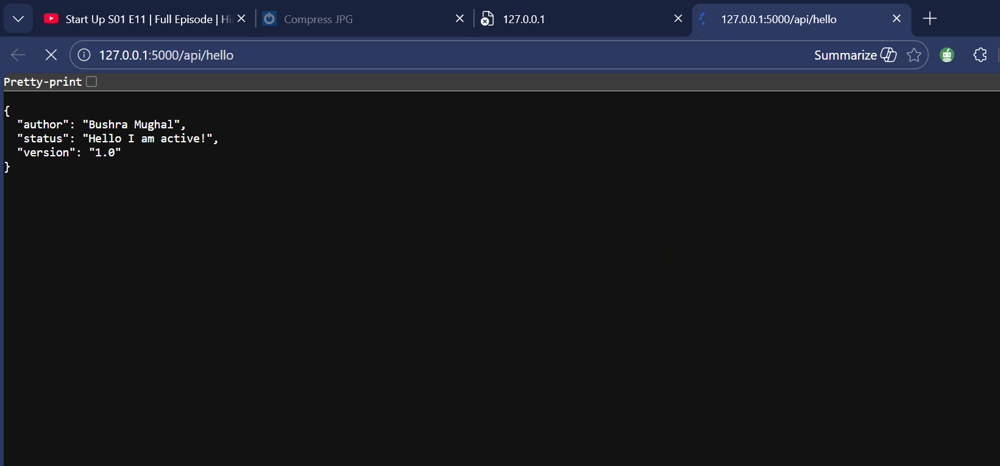 Start Up S01 E11 | Full Episode | Hi
Compress JPG
127.0.0.1
127.0.0.1:5000/api/hello
127.0.0.1:5000/api/hello
Summarize
Pretty-print
{
"author": "Bushra Mughal",
"status": "Hello I am active!",
"version": "1.0"
}